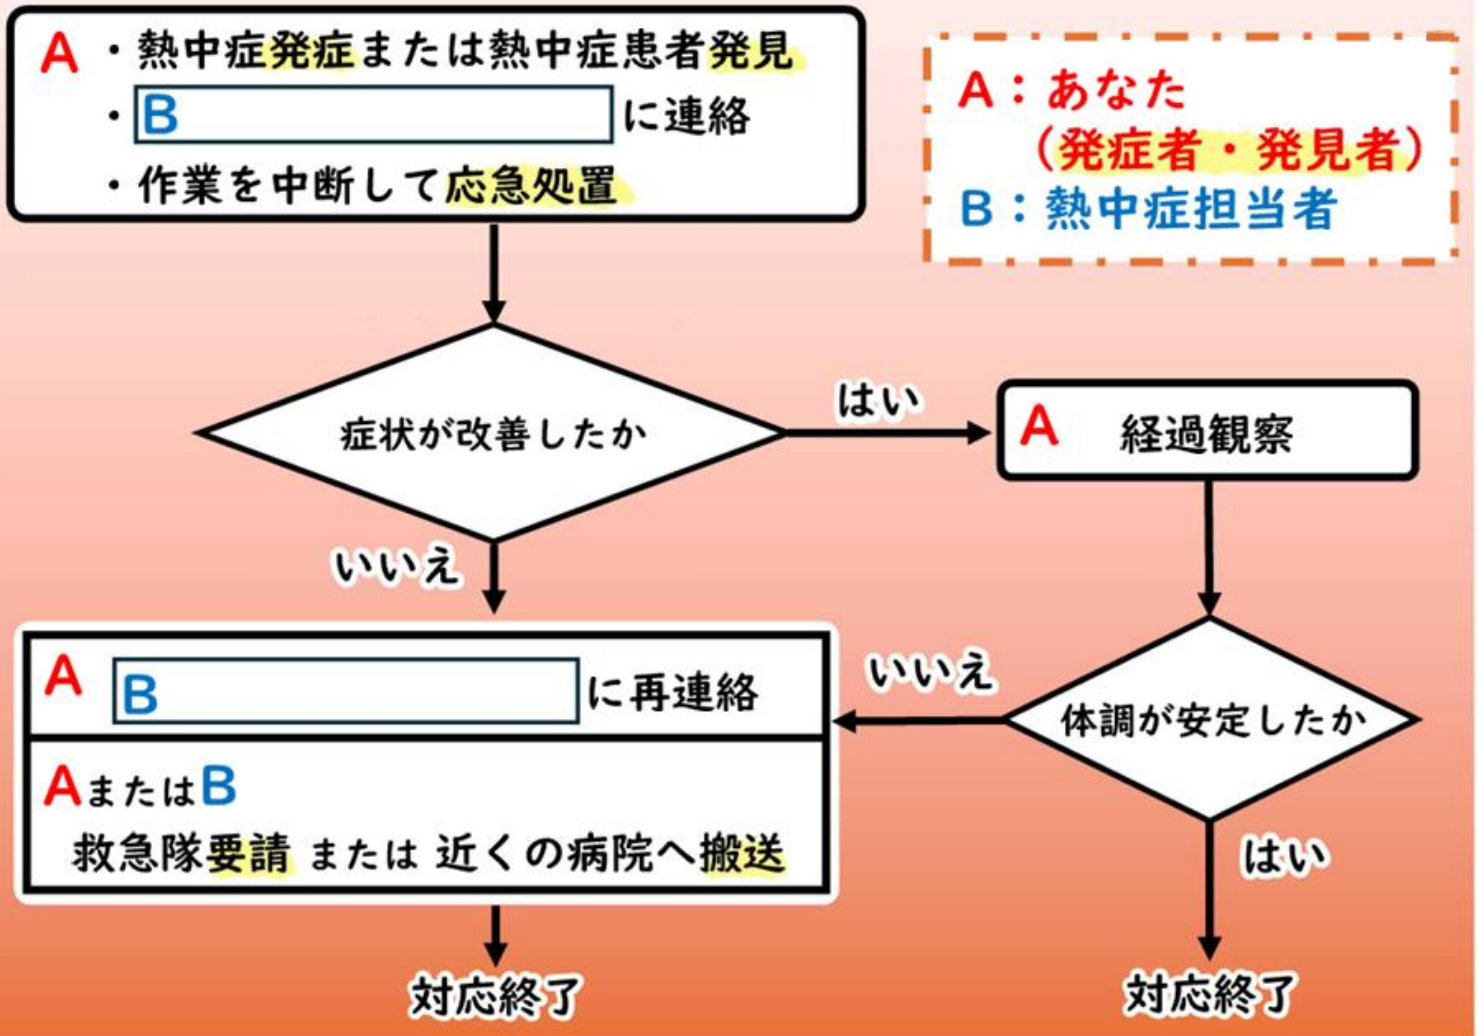 A ・熱中症発症または熱中症患者発見
・B に連絡
・作業を中断して応急処置
A：あなた
（発症者・発見者）
B：熱中症担当者
症状が改善したか
はい
A 経過観察
いいえ
A B に再連絡
AまたはB
救急隊要請 または 近くの病院へ搬送
いいえ
体調が安定したか
はい
対応終了
対応終了